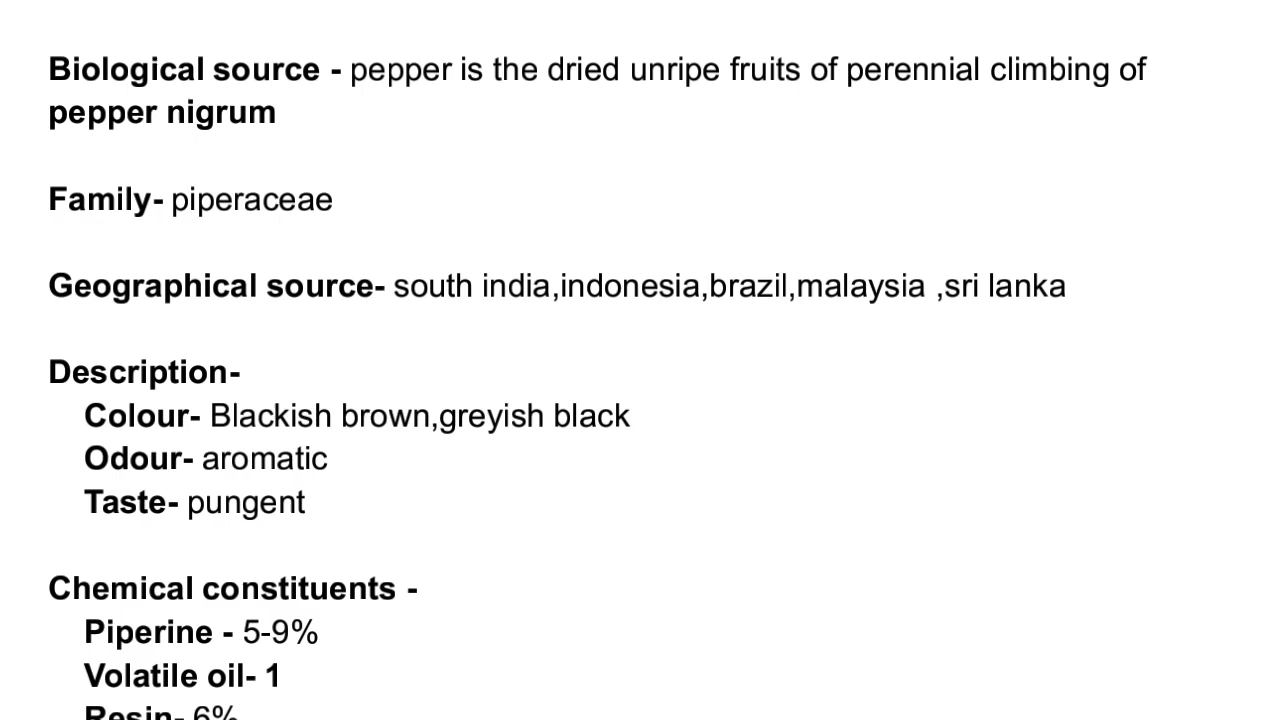 Biological source - pepper is the dried unripe fruits of perennial climbing of
pepper nigrum
Family- piperaceae
Geographical source- south india,indonesia,brazil,malaysia ,sri lanka
Description-
Colour- Blackish brown,greyish black
Odour- aromatic
Taste- pungent
Chemical constituents -
Piperine - 5-9%
Volatile oil- 1
Resin- 6%